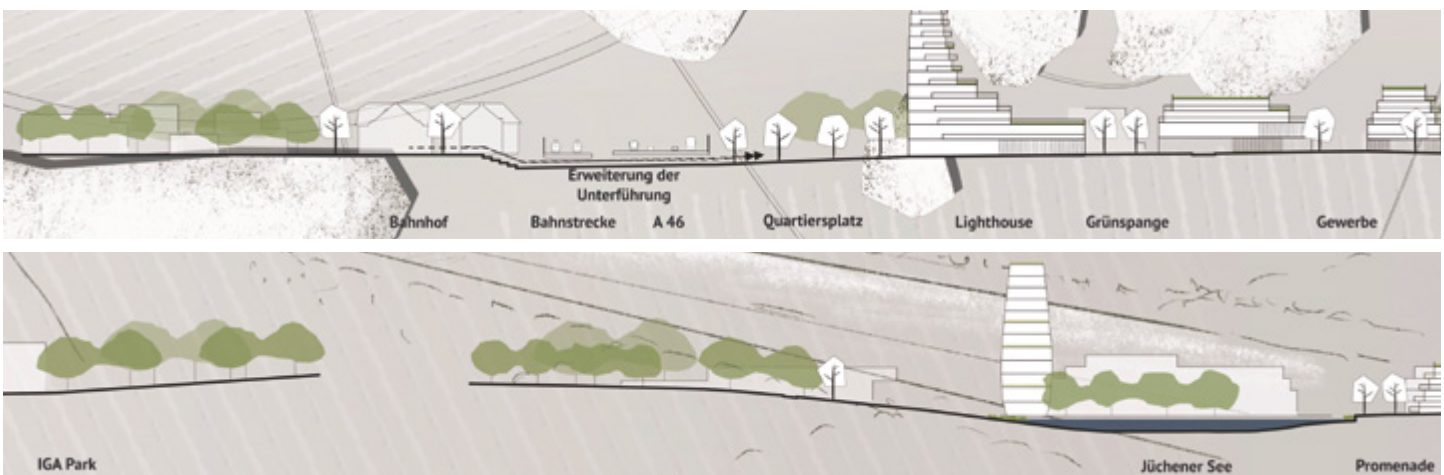 Erweiterung der
Unterführung
Bahnhof Bahnstrecke A 46 Quartiersplatz Lighthouse Grünspange Gewerbe
IGA Park Jüchener See Promenade